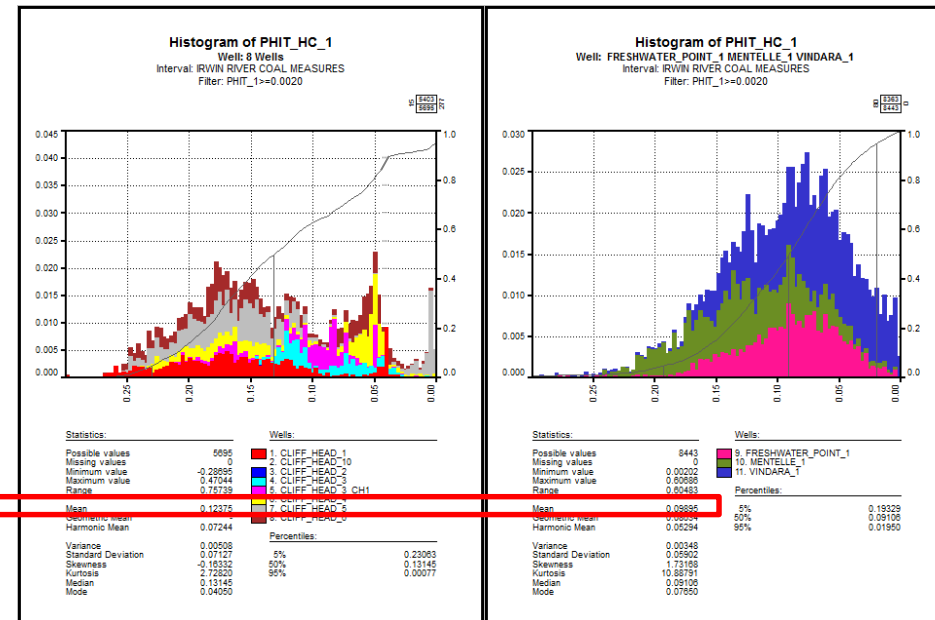 Histogram of PHIT_HC_1
Well: 8 Wells
Interval: IRWIN RIVER COAL MEASURES
Filter: PHIT_1>=0.0020
15 8403 277
5695
0.045 1.0
0.040
0.035 0.8
0.030
0.025 0.6
0.020
0.015 0.4
0.010
0.005 0.2
0.000 0.0
0.25 0.20 0.15 0.10 0.05 0.00
Statistics:
Possible values 5695
Missing values 0
Minimum value -0.28695
Maximum value 0.47044
Range 0.75739
Mean 0.12375
Geometric Mean
Harmonic Mean 0.07244
Variance 0.00508
Standard Deviation 0.07127
Skewness -0.16332
Kurtosis 2.72820
Median 0.13145
Mode 0.04050
Wells:
1. CLIFF_HEAD_1
2. CLIFF_HEAD_10
3. CLIFF_HEAD_2
4. CLIFF_HEAD_3
5. CLIFF_HEAD_3_CH1
7. CLIFF_HEAD_5
Percentiles:
5% 0.23063
50% 0.13145
95% 0.00077
Histogram of PHIT_HC_1
Well: FRESHWATER_POINT_1 MENTELLE_1 VINDARA_1
Interval: IRWIN RIVER COAL MEASURES
Filter: PHIT_1>=0.0020
80 8363 0
8443
0.030 1.0
0.025 0.8
0.020 0.6
0.015 0.4
0.010
0.005 0.2
0.000 0.0
0.25 0.20 0.15 0.10 0.05 0.00
Statistics:
Possible values 8443
Missing values 0
Minimum value 0.00202
Maximum value 0.60686
Range 0.60483
Mean 0.09895
Geometric Mean
Harmonic Mean 0.05294
Variance 0.00348
Standard Deviation 0.05902
Skewness 1.73168
Kurtosis 10.88791
Median 0.09106
Mode 0.07650
Wells:
9. FRESHWATER_POINT_1
10. MENTELLE_1
11. VINDARA_1
Percentiles:
5% 0.19329
50% 0.09106
95% 0.01950